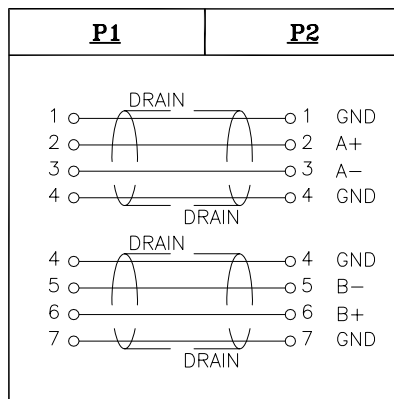 P1 P2
DRAIN
1 1 GND
2 2 A+
3 3 A-
4 4 GND
DRAIN
DRAIN
4 4 GND
5 5 B-
6 6 B+
7 7 GND
DRAIN